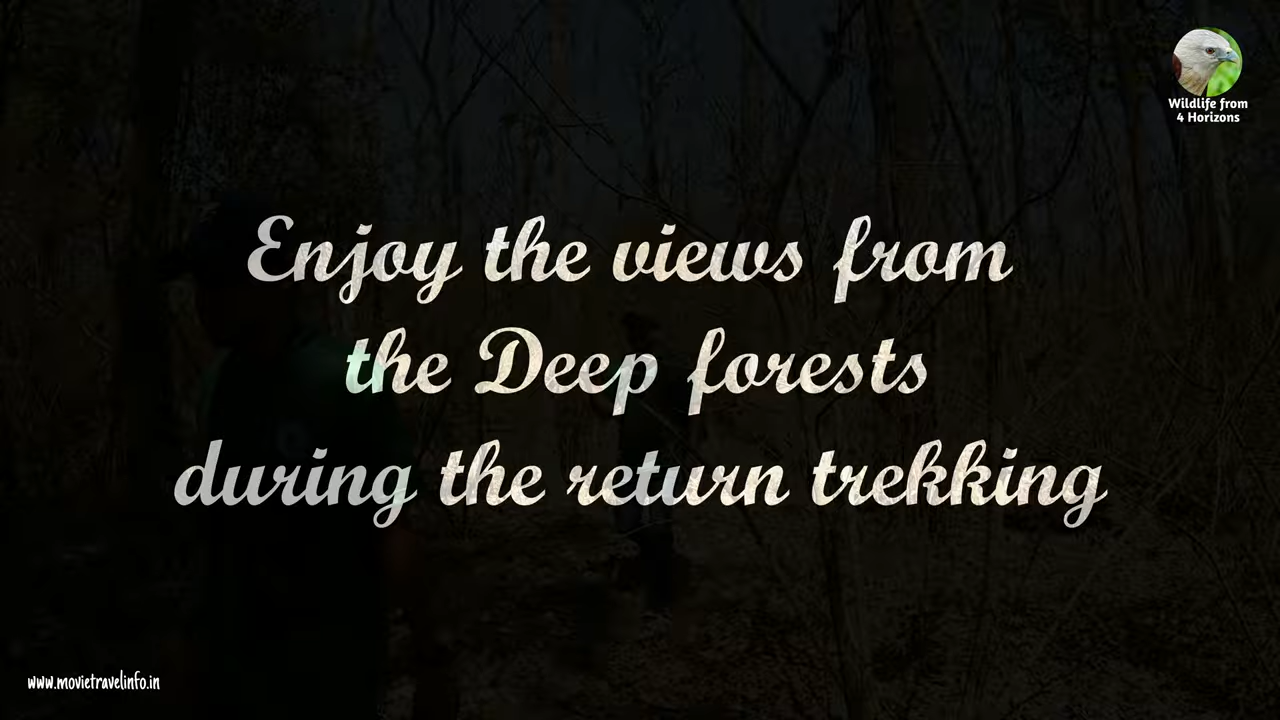 Wildlife from
4 Horizons
Enjoy the views from
the Deep forests
during the return trekking
www.movietravelinfo.in